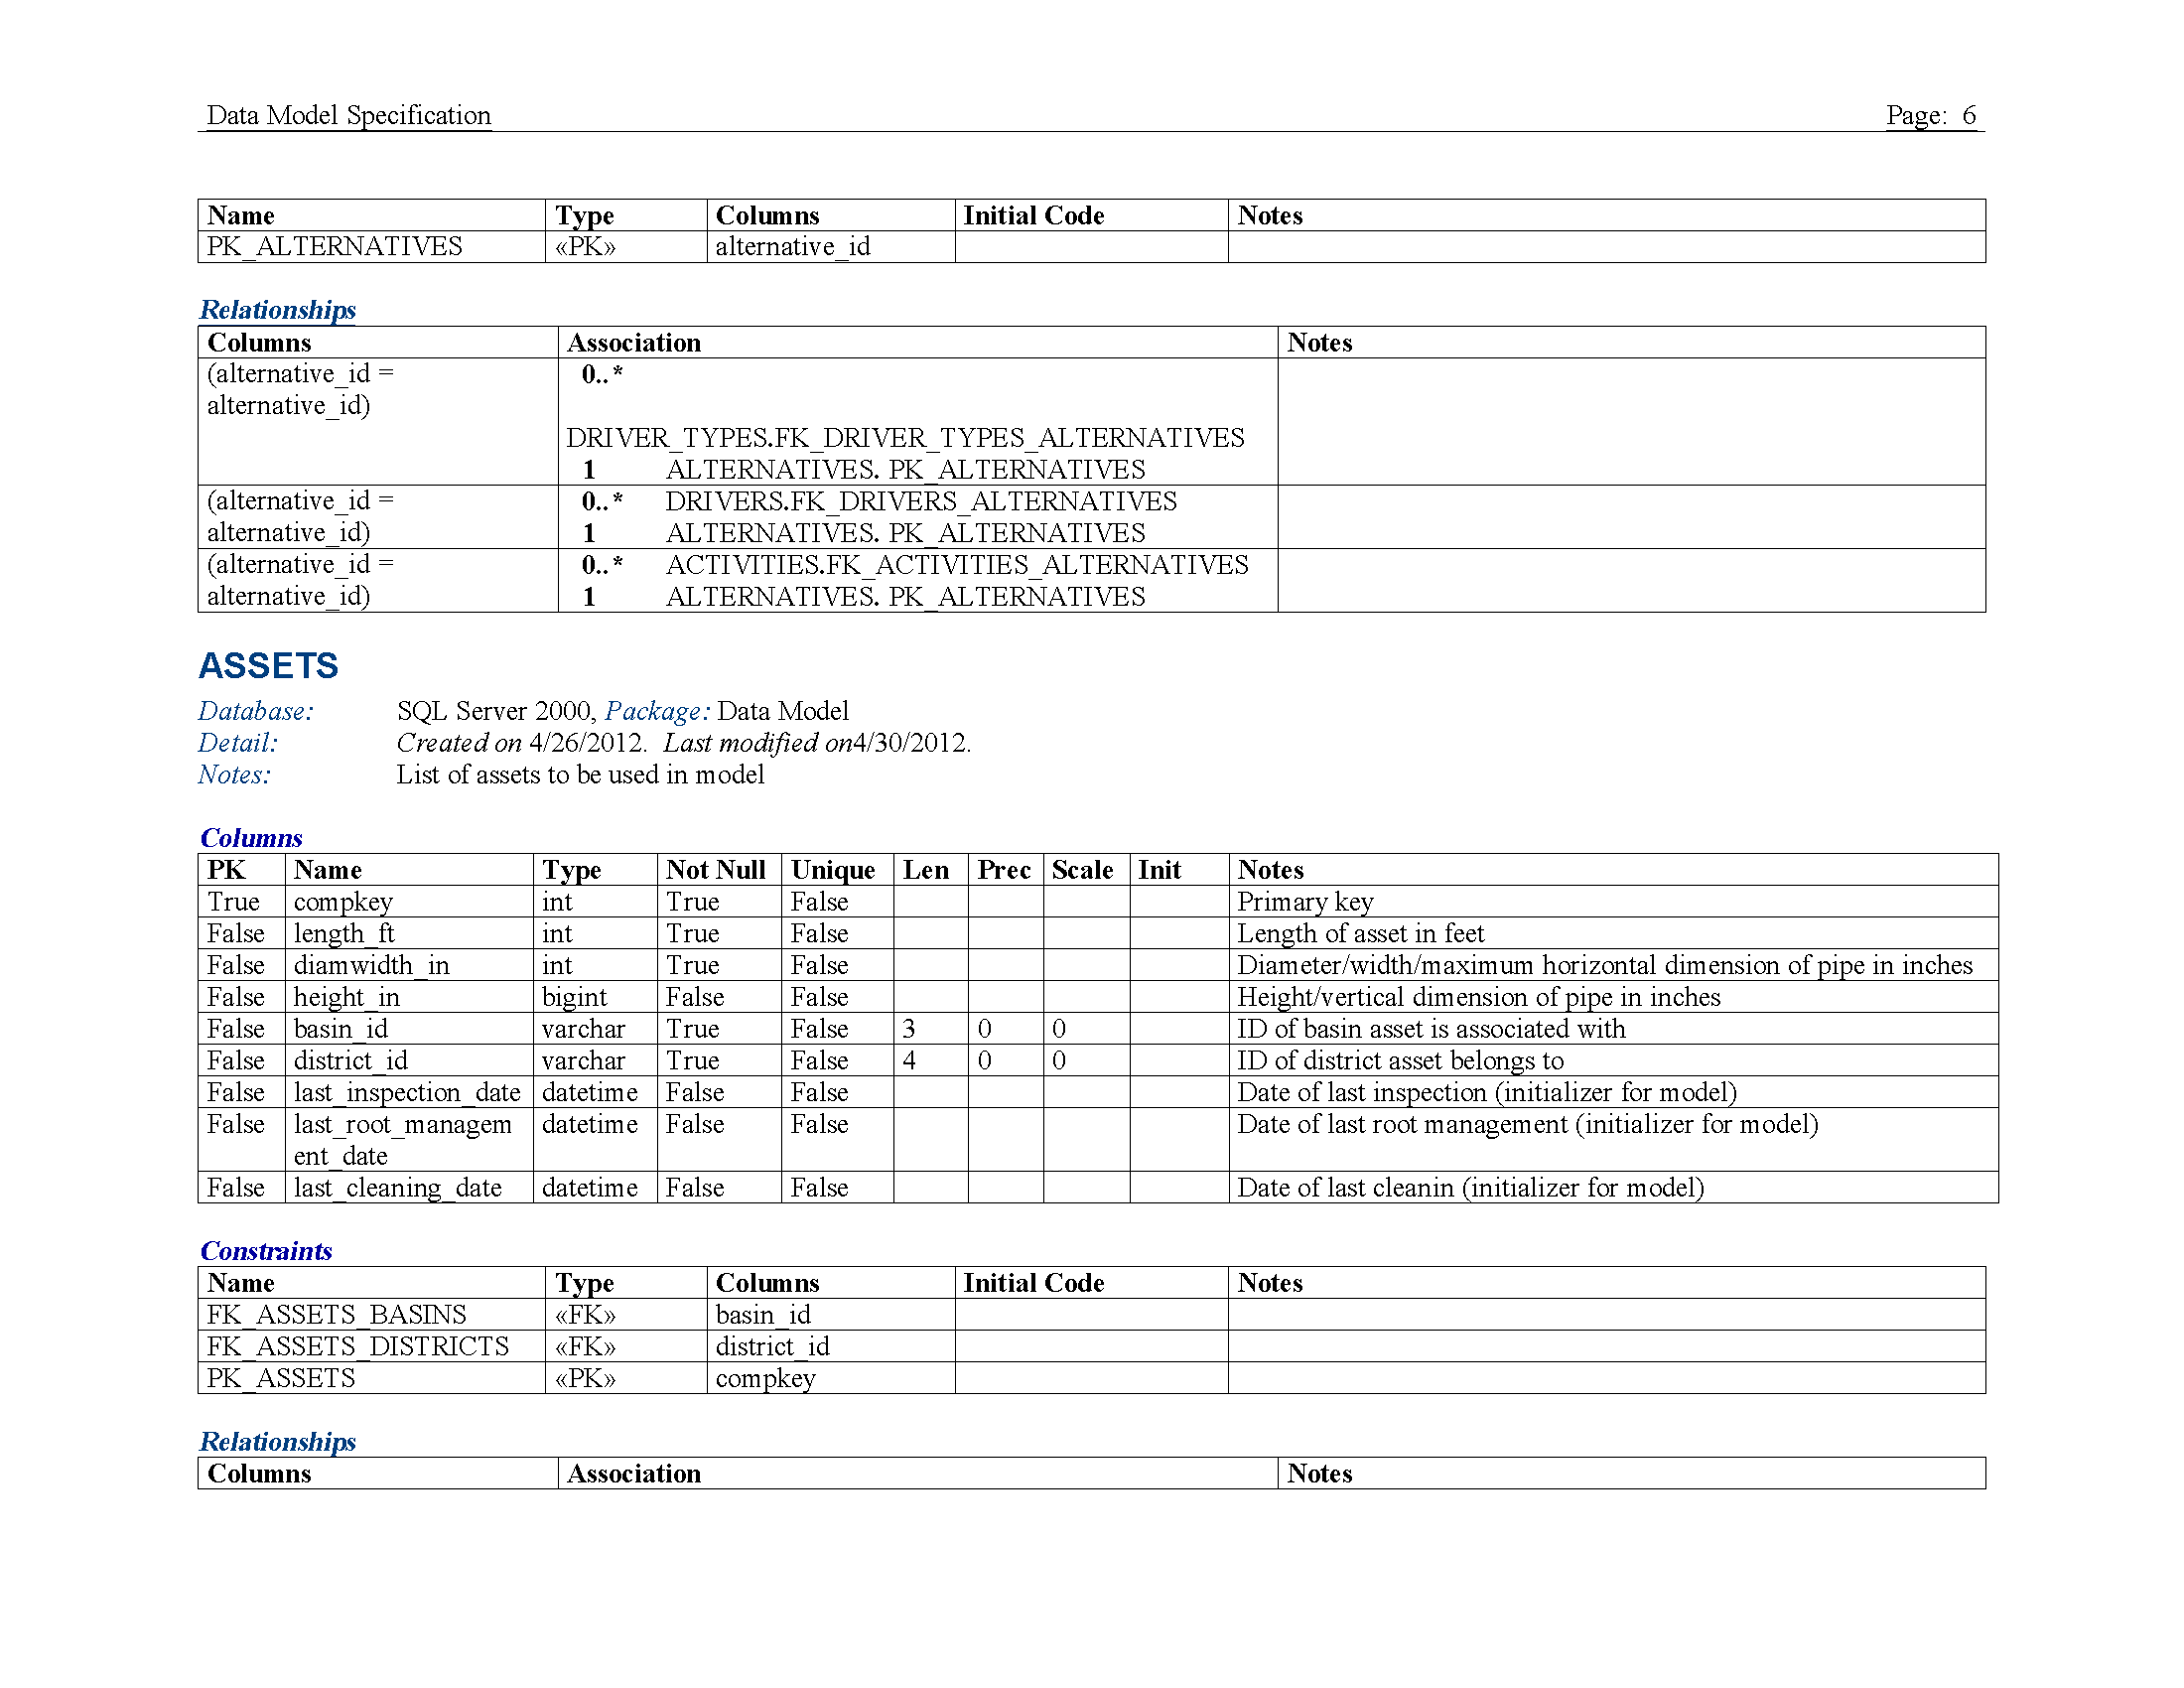 Data Model Specification Page: 6
Name Type Columns Initial Code Notes
PK_ALTERNATIVES «PK» alternative_id
Relationships
Columns Association Notes
(alternative_id = 0..*
alternative_id)
DRIVER_TYPES.FK_DRIVER_TYPES_ALTERNATIVES
1 ALTERNATIVES. PK_ALTERNATIVES
(alternative_id = 0..* DRIVERS.FK_DRIVERS_ALTERNATIVES
alternative_id) 1 ALTERNATIVES. PK_ALTERNATIVES
(alternative_id = 0..* ACTIVITIES.FK_ACTIVITIES_ALTERNATIVES
alternative_id) 1 ALTERNATIVES. PK_ALTERNATIVES
ASSETS
Database: SQL Server 2000, Package: Data Model
Detail: Created on 4/26/2012. Last modified on4/30/2012.
Notes: List of assets to be used in model
Columns
PK Name Type Not Null Unique Len Prec Scale Init Notes
True compkey int True False Primary key
False length_ft int True False Length of asset in feet
False diamwidth_in int True False Diameter/width/maximum horizontal dimension of pipe in inches
False height_in bigint False False Height/vertical dimension of pipe in inches
False basin_id varchar True False 3 0 0 ID of basin asset is associated with
False district_id varchar True False 4 0 0 ID of district asset belongs to
False last_inspection_date datetime False False Date of last inspection (initializer for model)
False last_root_managem datetime False False Date of last root management (initializer for model)
ent_date
False last_cleaning_date datetime False False Date of last cleanin (initializer for model)
Constraints
Name Type Columns Initial Code Notes
FK_ASSETS_BASINS «FK» basin_id
FK_ASSETS_DISTRICTS «FK» district_id
PK_ASSETS «PK» compkey
Relationships
Columns Association Notes